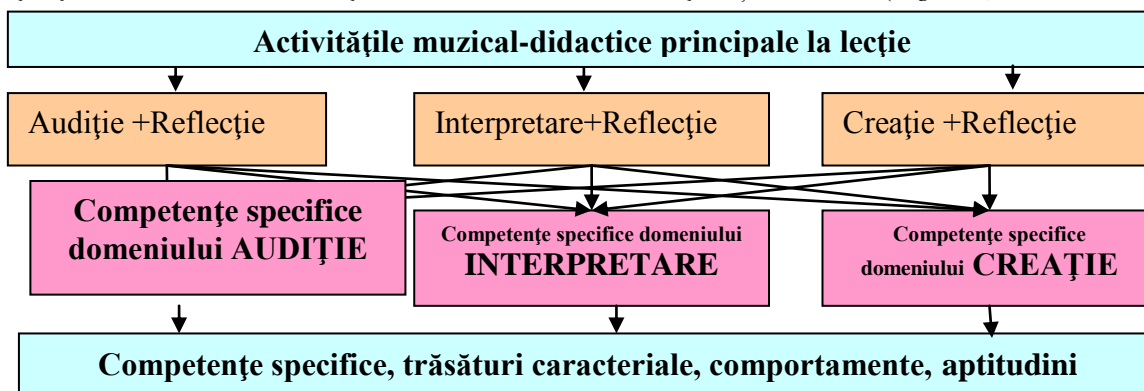 Activităţile muzical-didactice principale la lecţie
Audiţie +Reflecţie
Interpretare+Reflecţie
Creaţie +Reflecţie
Competenţe specifice
domeniului AUDIŢIE
Competenţe specifice domeniului
INTERPRETARE
Competenţe specifice
domeniului CREAŢIE
Competenţe specifice, trăsături caracteriale, comportamente, aptitudini